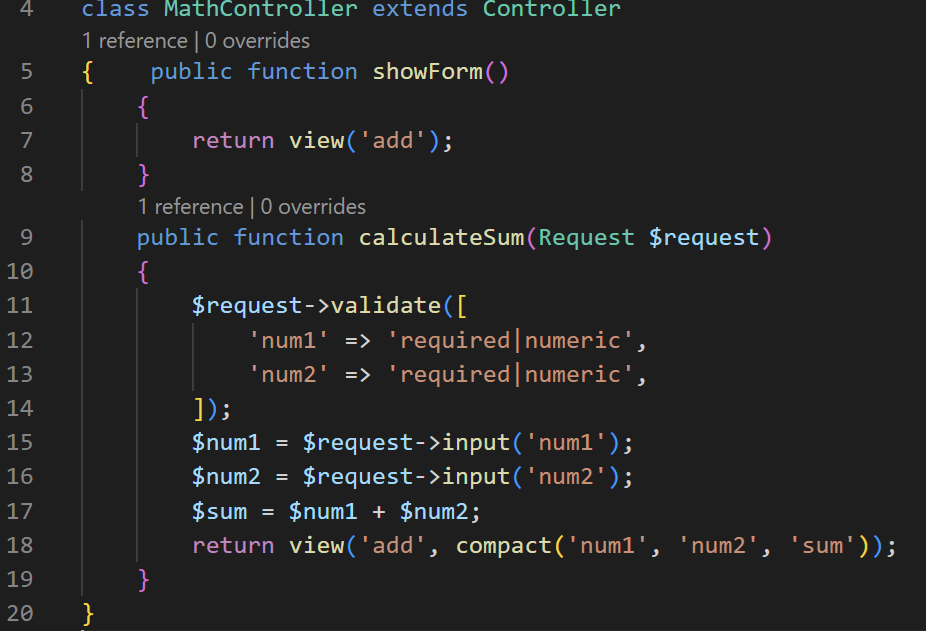 4 class MathController extends Controller
1 reference | 0 overrides
5 {    public function showForm()
6     {
7         return view('add');
8     }
1 reference | 0 overrides
9     public function calculateSum(Request $request)
10     {
11         $request->validate([
12             'num1' => 'required|numeric',
13             'num2' => 'required|numeric',
14         ]);
15         $num1 = $request->input('num1');
16         $num2 = $request->input('num2');
17         $sum = $num1 + $num2;
18         return view('add', compact('num1', 'num2', 'sum'));
19     }
20 }